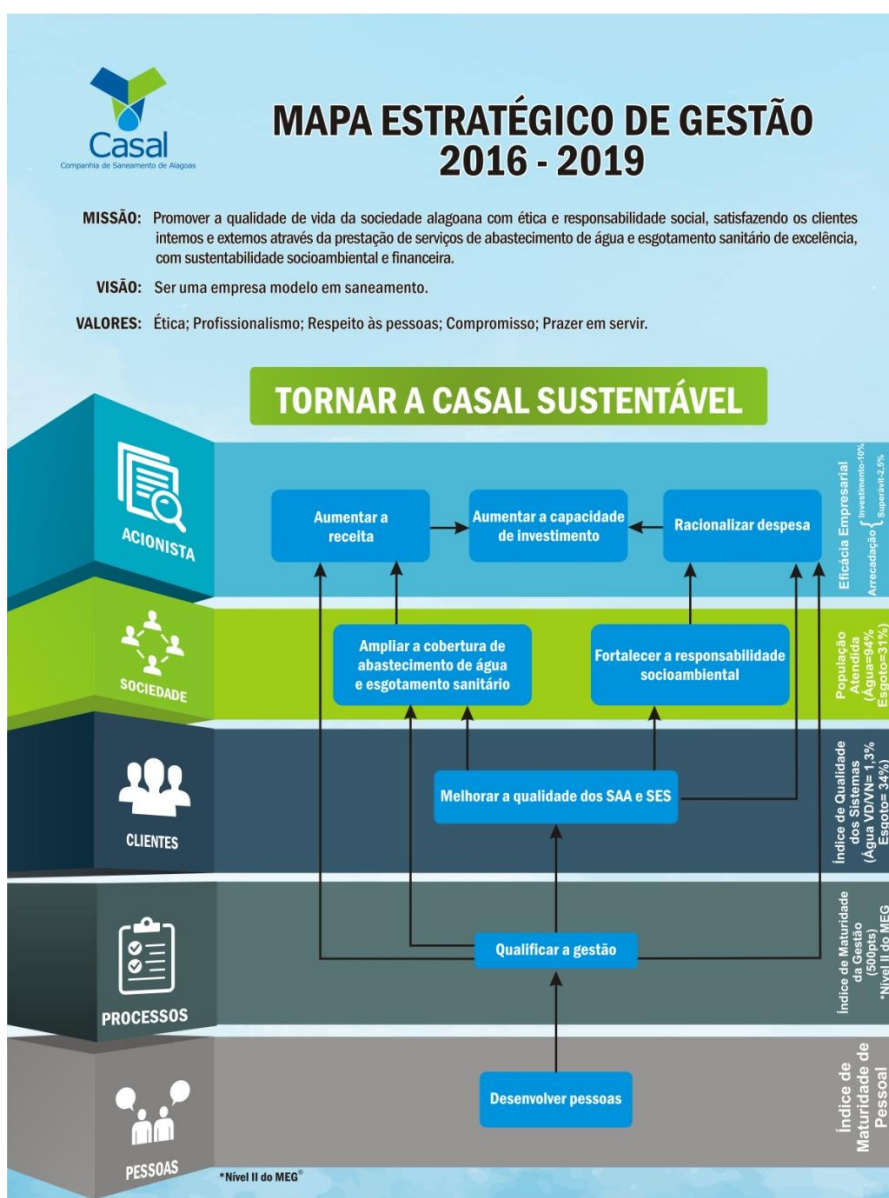 Casal
Companhia de Saneamento de Alagoas
MAPA ESTRATÉGICO DE GESTÃO
2016 - 2019
MISSÃO: Promover a qualidade de vida da sociedade alagoana com ética e responsabilidade social, satisfazendo os clientes
internos e externos através da prestação de serviços de abastecimento de água e esgotamento sanitário de excelência,
com sustentabilidade socioambiental e financeira.
VISÃO: Ser uma empresa modelo em saneamento.
VALORES: Ética; Profissionalismo; Respeito às pessoas; Compromisso; Prazer em servir.
TORNAR A CASAL SUSTENTÁVEL
ACIONISTA
Aumentar a
receita
Aumentar a capacidade
de investimento
Racionalizar despesa
Eficácia Empresarial
Arrecadação
Investimento-10%
Superávit-2,5%
SOCIEDADE
Ampliar a cobertura de
abastecimento de água
e esgotamento sanitário
Fortalecer a responsabilidade
socioambiental
População
Atendida
(Água=94%
Esgoto=31%)
CLIENTES
Melhorar a qualidade dos SAA e SES
Índice de Qualidade
dos Sistemas
(Água VD/VN= 1,3%
Esgoto= 34%)
PROCESSOS
Qualificar a gestão
Índice de Maturidade
da Gestão
(500pts)
*Nível II do MEG
PESSOAS
Desenvolver pessoas
Índice de
Maturidade de
Pessoal
*Nível II do MEG®